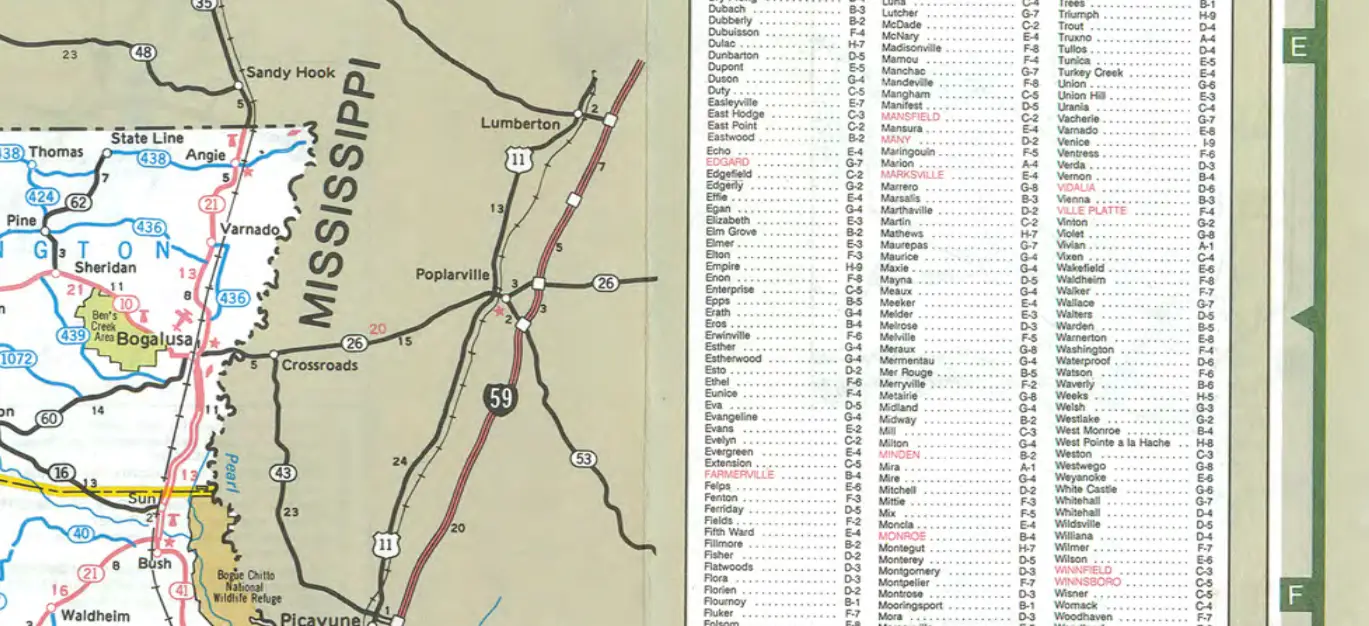 35
48
23
Sandy Hook
5
MISSISSIPPI
Lumberton
2
11
7
State Line
438
Thomas
438
Angie
5
7
424
62
21
13
Pine
436
Varnado
3
5
N G T O N
Sheridan
13
Poplarville
3
26
21
11
10
8
436
2
3
Ben's
Creek
Area
Bogalusa
20
26
15
439
1072
5
Crossroads
59
14
60
11
Pearl
43
24
53
16
13
13
Sun
23
20
2
40
11
Bush
8
21
16
41
Bogue Chitto
National
Wildlife Refuge
Waldheim
Picayune
1
Dubach B-3
Dubberly B-2
Dubuisson F-4
Dulac H-7
Dunbarton D-5
Dupont E-5
Duson G-4
Duty C-5
Easleyville E-7
East Hodge C-3
East Point C-2
Eastwood B-2
Echo E-4
EDGARD G-7
Edgefield C-2
Edgerly G-2
Effie E-4
Egan G-4
Elizabeth E-3
Elm Grove B-2
Elmer E-3
Elton F-3
Empire H-9
Enon F-8
Enterprise C-5
Epps B-5
Erath G-4
Eros B-4
Erwinville F-6
Esther G-4
Estherwood G-4
Esto D-2
Ethel F-6
Eunice F-4
Eva D-5
Evangeline G-4
Evans E-2
Evelyn C-2
Evergreen E-4
Extension C-5
FARMERVILLE B-4
Felps E-6
Fenton F-3
Ferriday D-5
Fields F-2
Fifth Ward E-4
Fillmore B-2
Fisher D-2
Flatwoods D-3
Flora D-3
Florien D-2
Flournoy B-1
Fluker F-7
Folsom F-8
Luna C-4
Lutcher G-7
McDade C-2
McNary E-4
Madisonville F-8
Mamou F-4
Manchac G-7
Mandeville F-8
Mangham C-5
Manifest D-5
MANSFIELD C-2
Mansura E-4
MANY D-2
Maringouin F-5
Marion A-4
MARKSVILLE E-4
Marrero G-8
Marsalis B-3
Marthaville D-2
Martin C-2
Mathews H-7
Maurepas G-7
Maurice G-4
Maxie G-4
Mayna D-5
Meaux G-4
Meeker E-4
Melder E-3
Melrose D-3
Melville F-5
Meraux G-8
Mermentau G-4
Mer Rouge B-5
Merryville F-2
Metairie G-8
Midland G-4
Midway B-2
Mill C-3
Milton G-4
MINDEN B-2
Mira A-1
Mire G-4
Mitchell D-2
Mittie F-3
Mix F-5
Moncla E-4
MONROE B-4
Montegut H-7
Monterey D-5
Montgomery D-3
Montpelier F-7
Montrose D-3
Mooringsport B-1
Mora D-3
Trees B-1
Triumph H-9
Trout D-4
Truxno A-4
Tullos D-4
Tunica E-5
Turkey Creek E-4
Union G-6
Union Hill E-3
Urania C-4
Vacherie G-7
Varnado E-8
Venice I-9
Ventress F-6
Verda D-3
Vernon B-4
VIDALIA D-6
Vienna B-3
VILLE PLATTE F-4
Vinton G-2
Violet G-8
Vivian A-1
Vixen C-4
Wakefield E-6
Waldheim F-8
Walker F-7
Wallace G-7
Walters D-5
Warden B-5
Warnerton E-8
Washington F-4
Waterproof D-6
Watson F-6
Waverly B-6
Weeks H-5
Welsh G-3
Westlake G-2
West Monroe B-4
West Pointe a la Hache H-8
Weston C-3
Westwego G-8
Weyanoke E-6
White Castle G-6
Whitehall G-7
Whitehall D-4
Wildsville D-5
Williana D-4
Wilmer F-7
Wilson E-6
WINNFIELD C-3
WINNSBORO C-5
Wisner C-5
Womack C-4
Woodhaven F-7
E
F